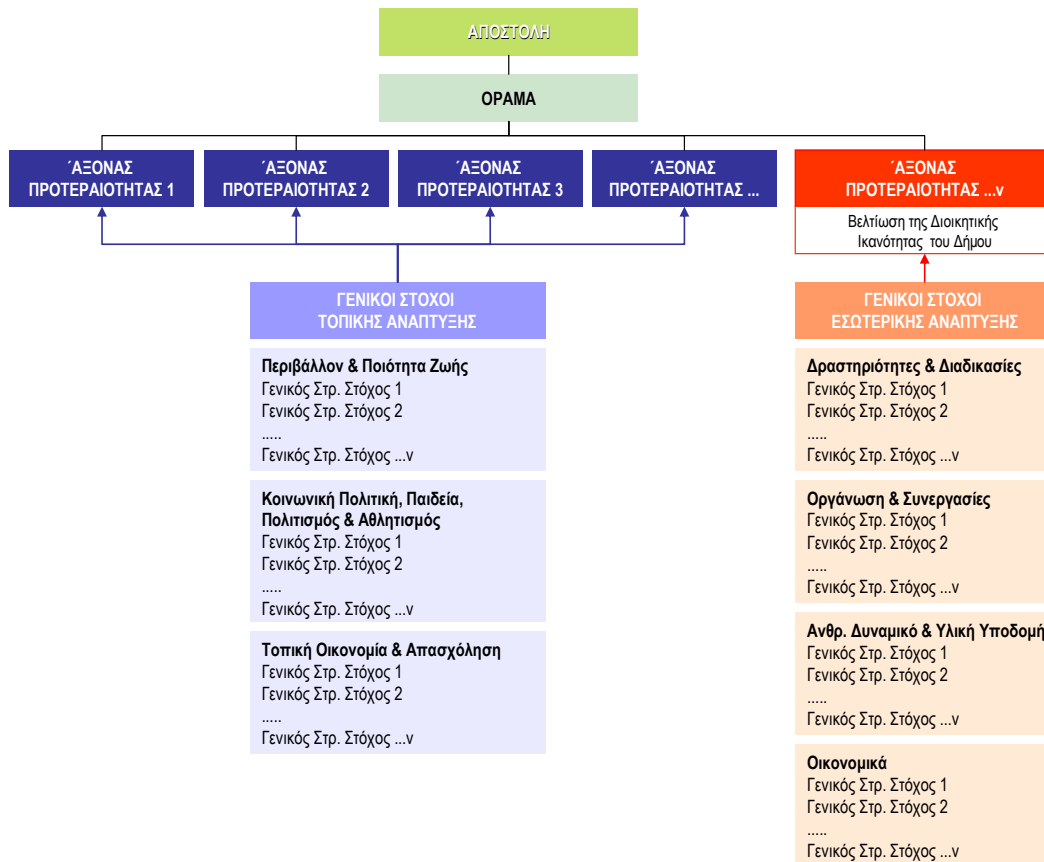 ΑΠΟΣΤΟΛΗ
ΟΡΑΜΑ
΄ΑΞΟΝΑΣ
ΠΡΟΤΕΡΑΙΟΤΗΤΑΣ 1
΄ΑΞΟΝΑΣ
ΠΡΟΤΕΡΑΙΟΤΗΤΑΣ 2
΄ΑΞΟΝΑΣ
ΠΡΟΤΕΡΑΙΟΤΗΤΑΣ 3
΄ΑΞΟΝΑΣ
ΠΡΟΤΕΡΑΙΟΤΗΤΑΣ ...
΄ΑΞΟΝΑΣ
ΠΡΟΤΕΡΑΙΟΤΗΤΑΣ ...ν
Βελτίωση της Διοικητικής
Ικανότητας του Δήμου
ΓΕΝΙΚΟΙ ΣΤΟΧΟΙ
ΤΟΠΙΚΗΣ ΑΝΑΠΤΥΞΗΣ
Περιβάλλον & Ποιότητα Ζωής
Γενικός Στρ. Στόχος 1
Γενικός Στρ. Στόχος 2
.....
Γενικός Στρ. Στόχος ...ν
Κοινωνική Πολιτική, Παιδεία,
Πολιτισμός & Αθλητισμός
Γενικός Στρ. Στόχος 1
Γενικός Στρ. Στόχος 2
.....
Γενικός Στρ. Στόχος ...ν
Τοπική Οικονομία & Απασχόληση
Γενικός Στρ. Στόχος 1
Γενικός Στρ. Στόχος 2
.....
Γενικός Στρ. Στόχος ...ν
ΓΕΝΙΚΟΙ ΣΤΟΧΟΙ
ΕΣΩΤΕΡΙΚΗΣ ΑΝΑΠΤΥΞΗΣ
Δραστηριότητες & Διαδικασίες
Γενικός Στρ. Στόχος 1
Γενικός Στρ. Στόχος 2
.....
Γενικός Στρ. Στόχος ...ν
Οργάνωση & Συνεργασίες
Γενικός Στρ. Στόχος 1
Γενικός Στρ. Στόχος 2
.....
Γενικός Στρ. Στόχος ...ν
Ανθρ. Δυναμικό & Υλική Υποδομή
Γενικός Στρ. Στόχος 1
Γενικός Στρ. Στόχος 2
.....
Γενικός Στρ. Στόχος ...ν
Οικονομικά
Γενικός Στρ. Στόχος 1
Γενικός Στρ. Στόχος 2
.....
Γενικός Στρ. Στόχος ...ν